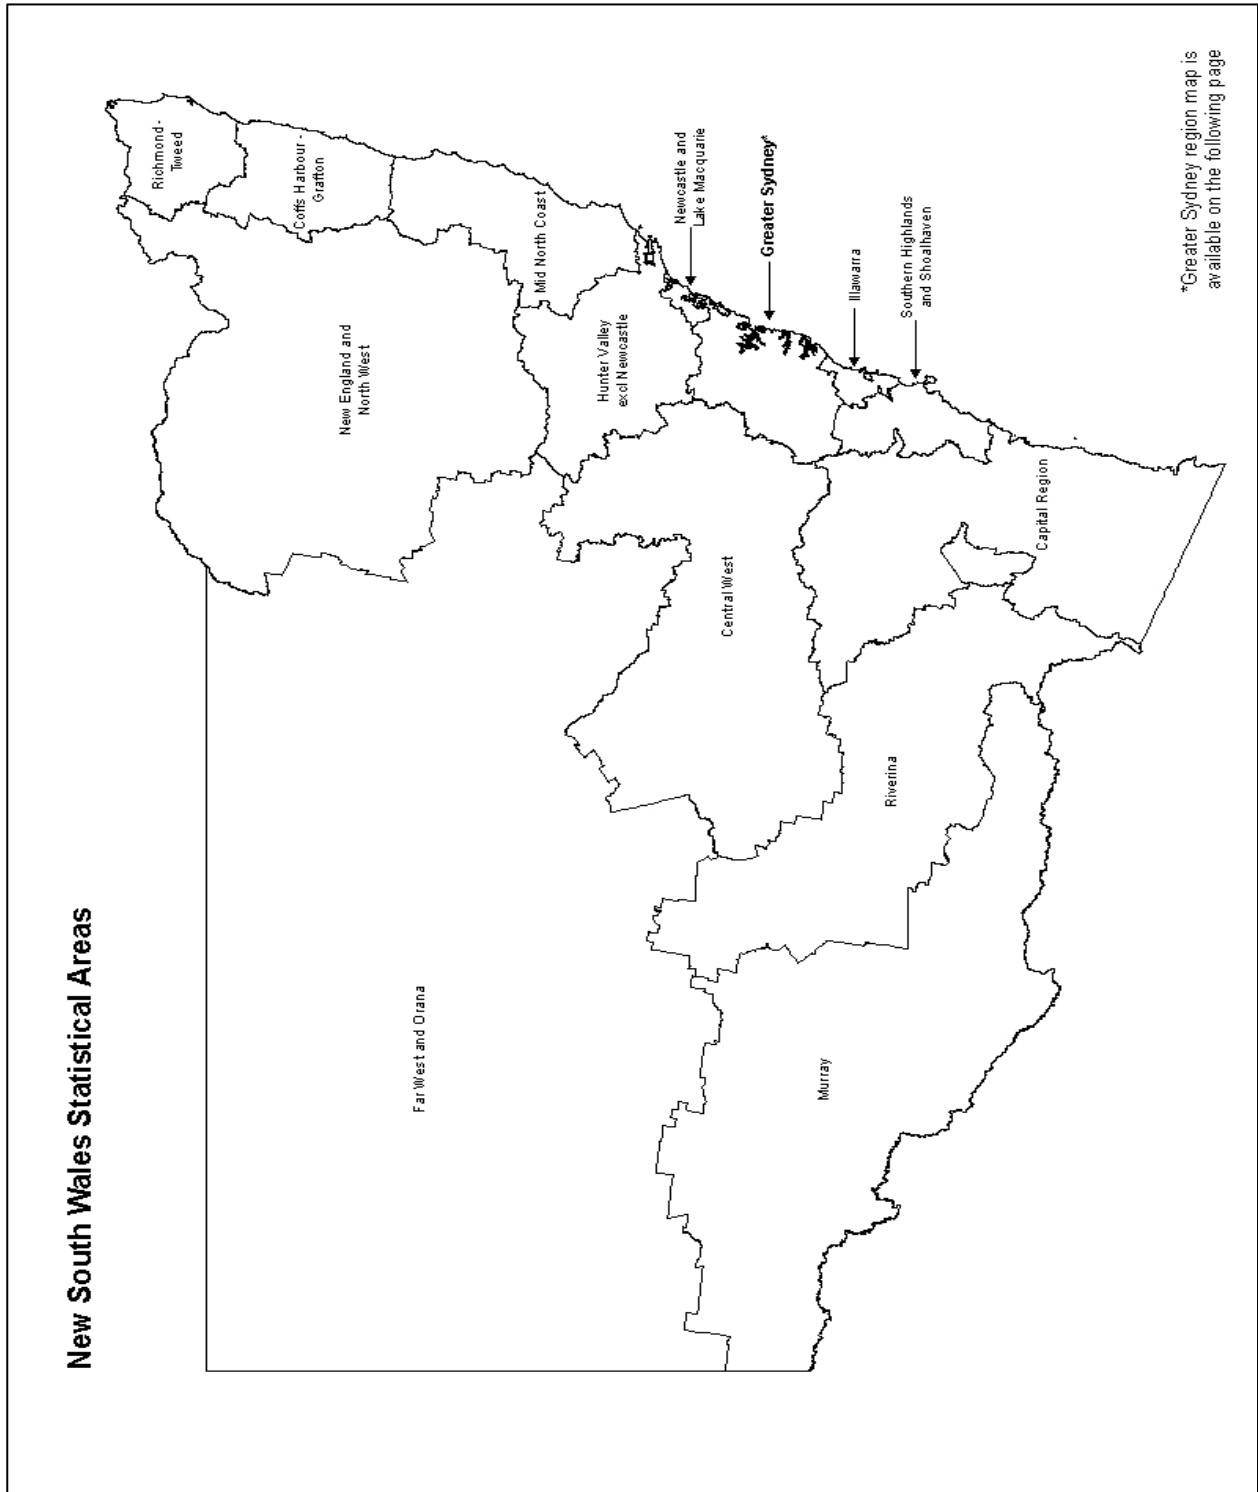 New South Wales Statistical Areas
Richmond -
Tweed
Coffs Harbour -
Grafton
New England and
North West
Mid North Coast
Far West and Orana
Hunter Valley
excl Newcastle
Newcastle and
Lake Macquarie
Central West
Greater Sydney*
Murray
Riverina
Illawarra
Southern Highlands
and Shoalhaven
Capital Region
*Greater Sydney region map is
available on the following page